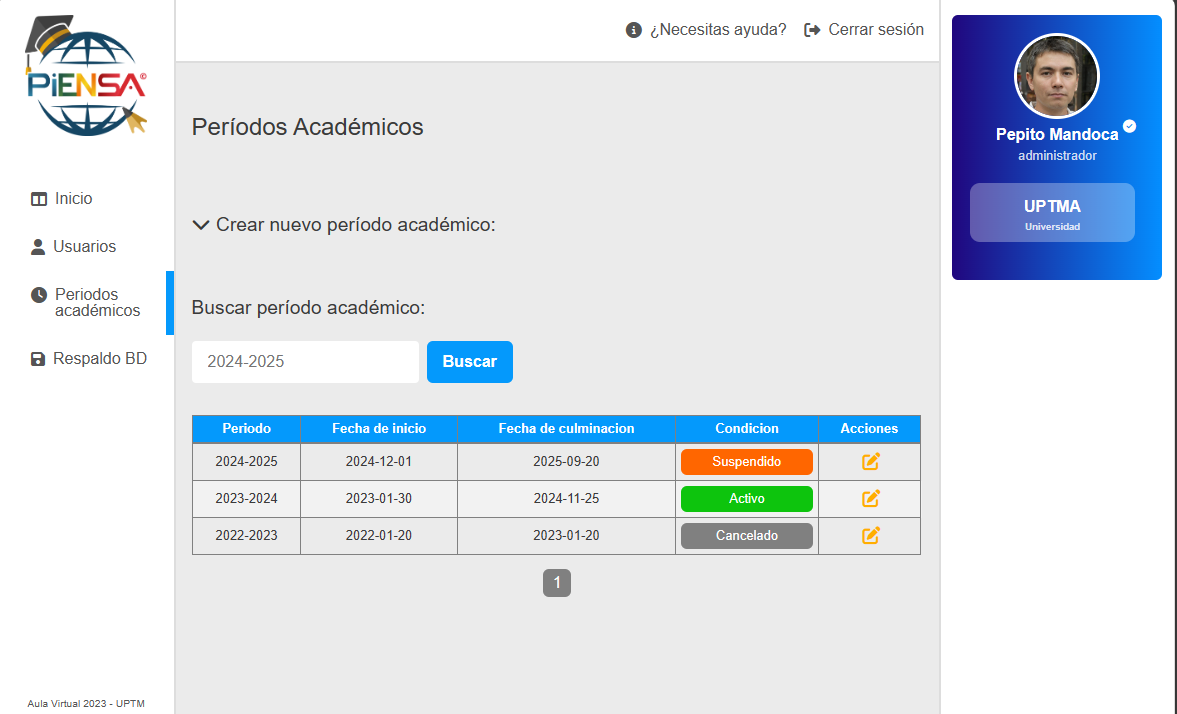 PiENSA©
Inicio
Usuarios
Periodos
académicos
Respaldo BD
Aula Virtual 2023 - UPTM
¿Necesitas ayuda? Cerrar sesión
Períodos Académicos
Crear nuevo período académico:
Buscar período académico:
2024-2025 Buscar
Periodo Fecha de inicio Fecha de culminacion Condicion Acciones
2024-2025 2024-12-01 2025-09-20 Suspendido
2023-2024 2023-01-30 2024-11-25 Activo
2022-2023 2022-01-20 2023-01-20 Cancelado
1
Pepito Mandoca
administrador
UPTMA
Universidad